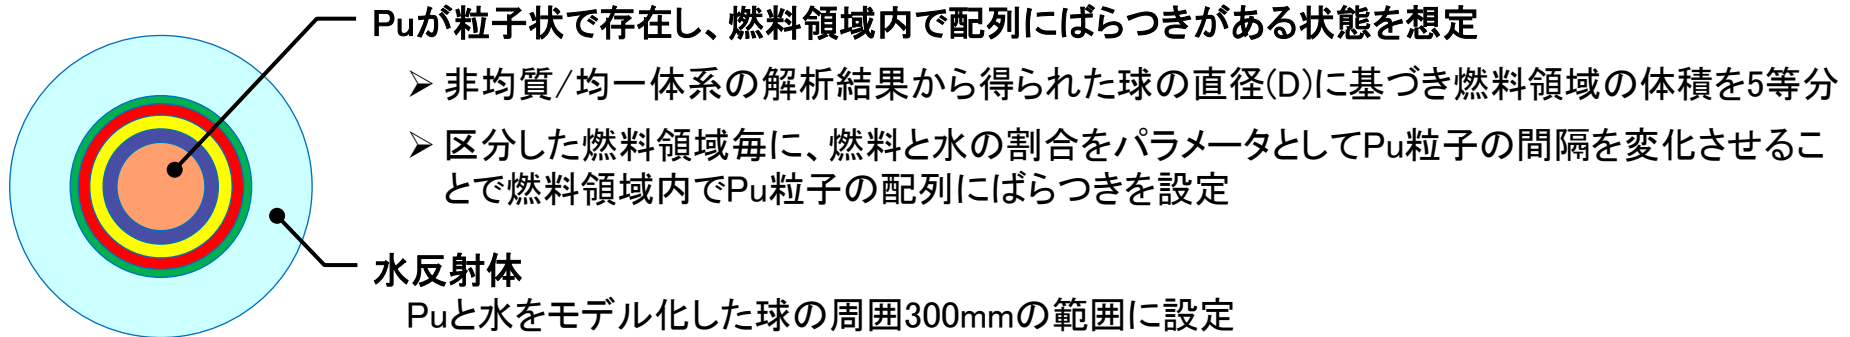 Puが粒子状で存在し、燃料領域内で配列にばらつきがある状態を想定
➢ 非均質/均一体系の解析結果から得られた球の直径(D)に基づき燃料領域の体積を5等分
➢ 区分した燃料領域毎に、燃料と水の割合をパラメータとしてPu粒子の間隔を変化させるこ
とで燃料領域内でPu粒子の配列にばらつきを設定
水反射体
Puと水をモデル化した球の周囲300mmの範囲に設定